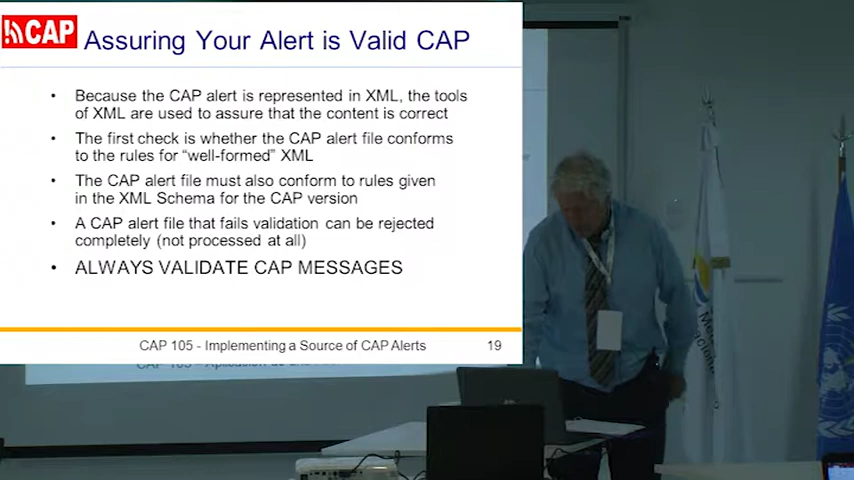 CAP
Assuring Your Alert is Valid CAP
• Because the CAP alert is represented in XML, the tools
of XML are used to assure that the content is correct
• The first check is whether the CAP alert file conforms
to the rules for “well-formed” XML
• The CAP alert file must also conform to rules given
in the XML Schema for the CAP version
• A CAP alert file that fails validation can be rejected
completely (not processed at all)
• ALWAYS VALIDATE CAP MESSAGES
CAP 105 - Implementing a Source of CAP Alerts 19